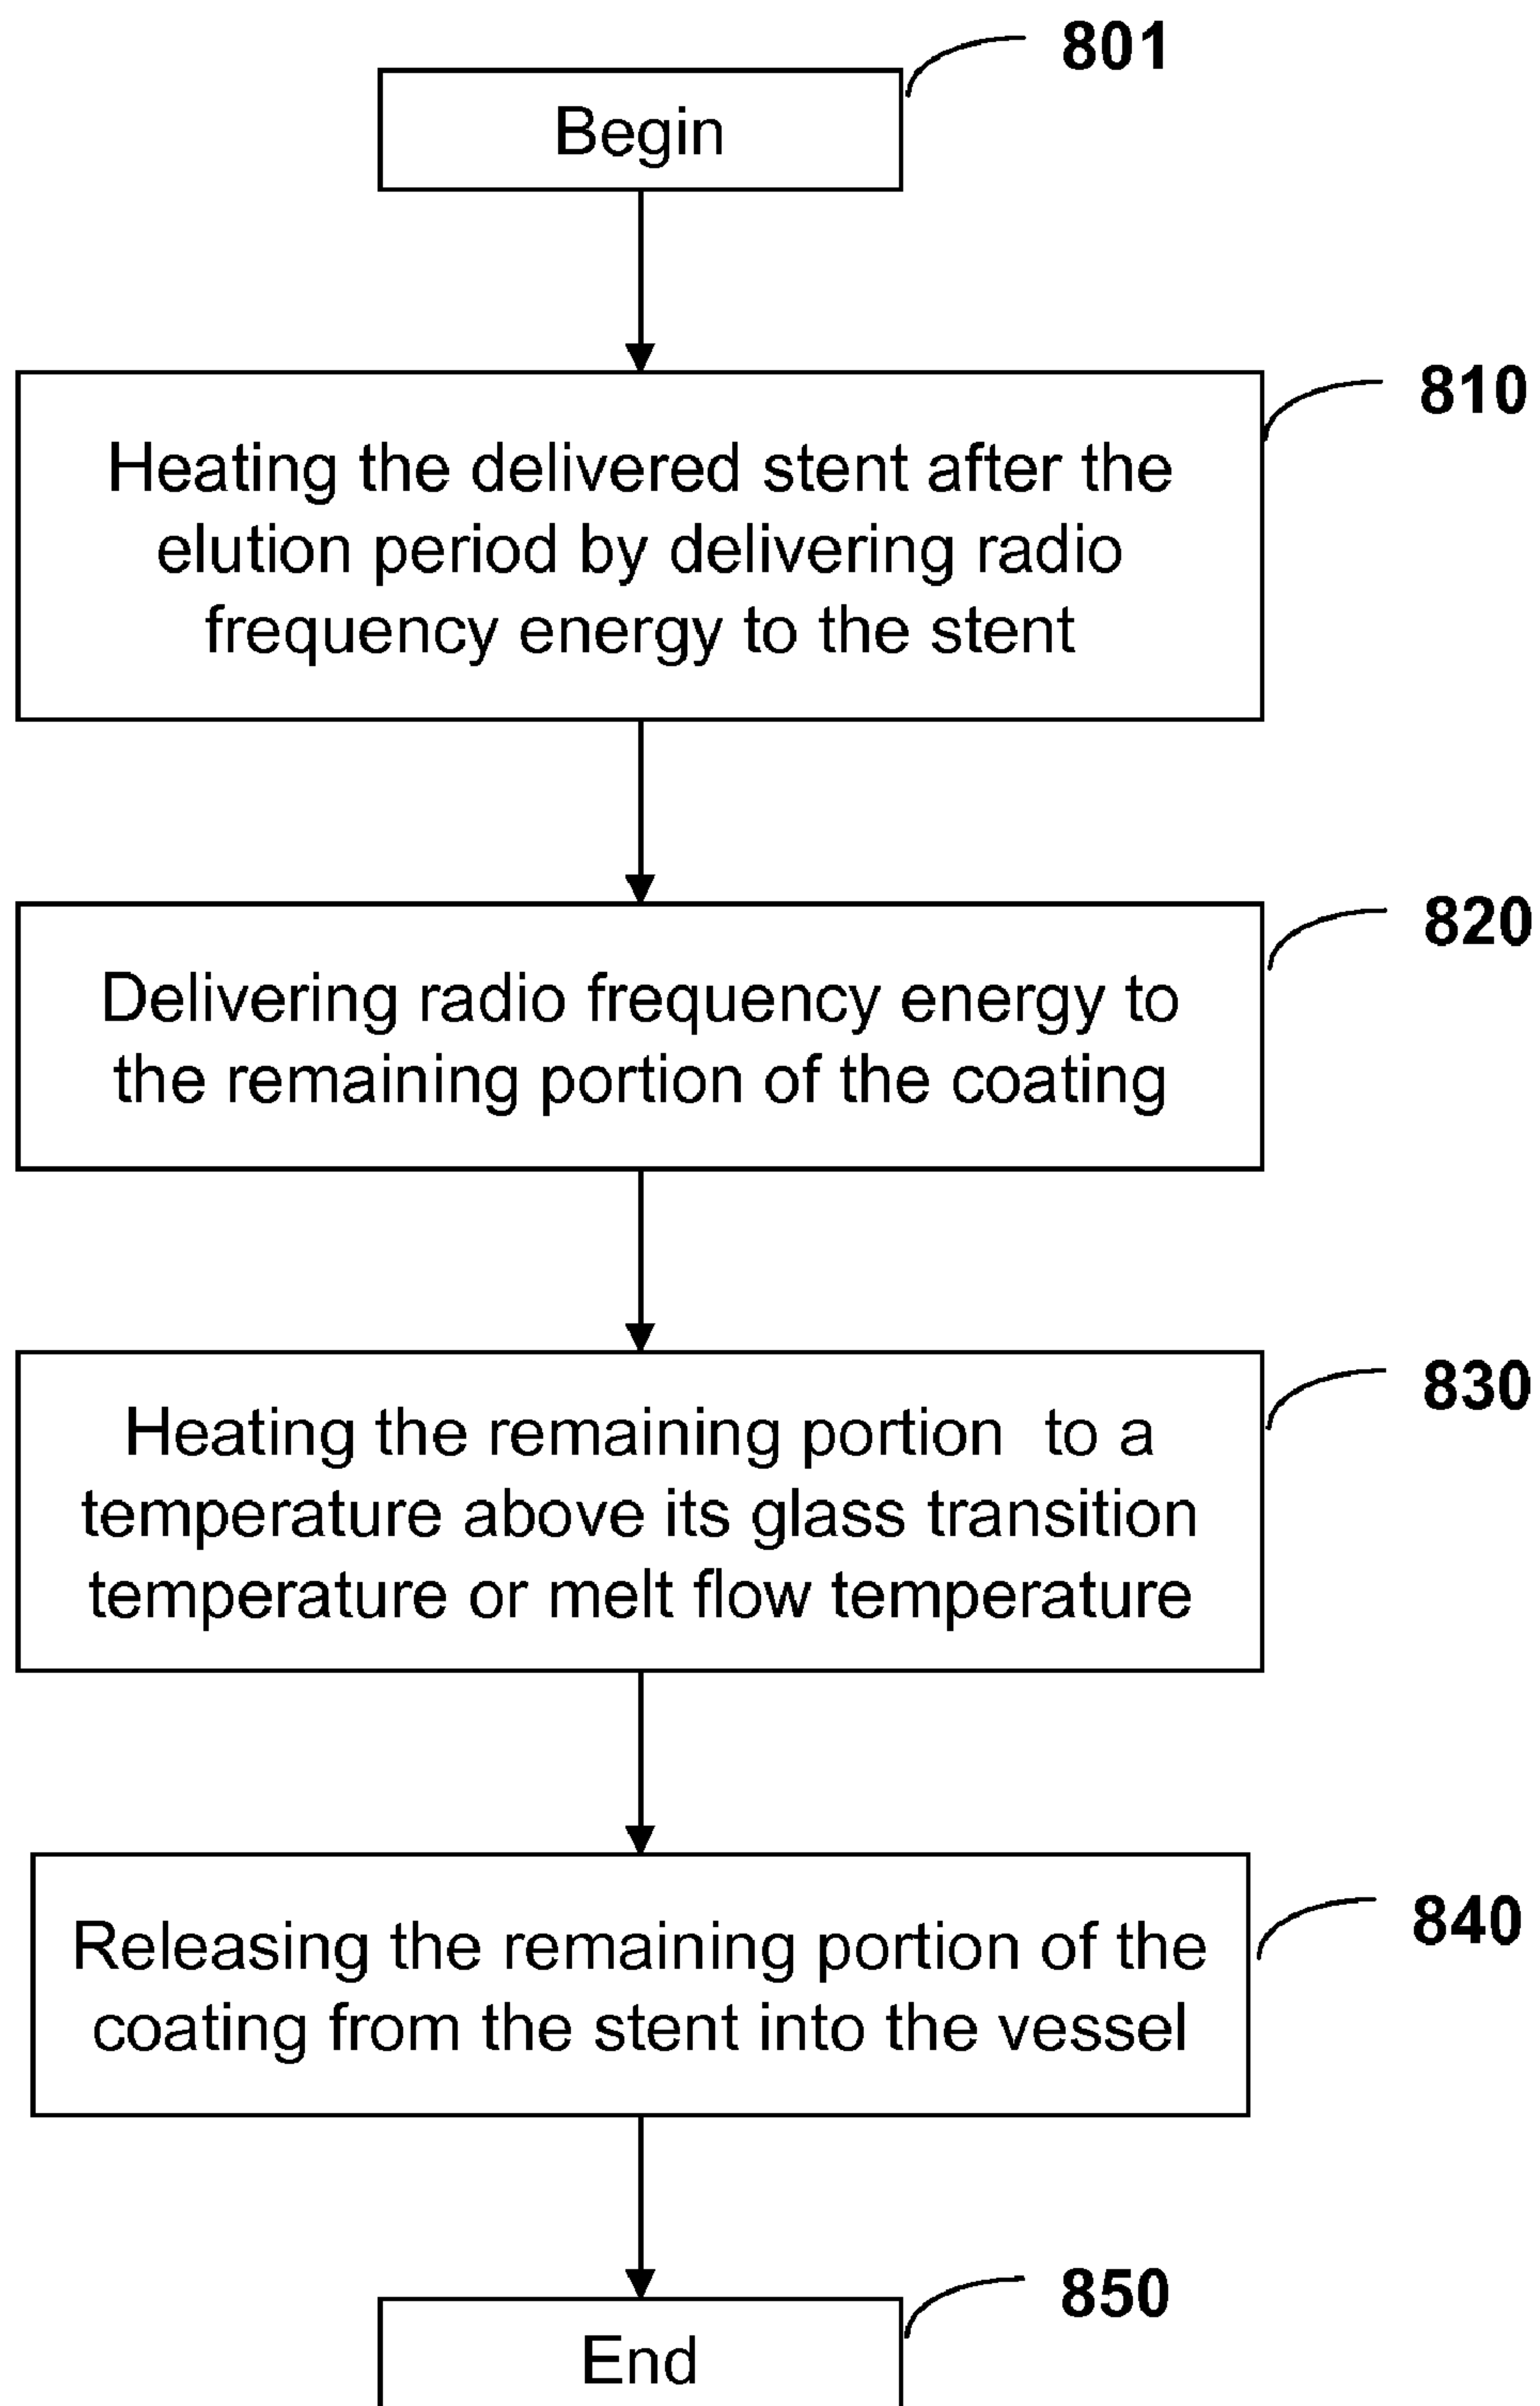 801
Begin
810
Heating the delivered stent after the
elution period by delivering radio
frequency energy to the stent
820
Delivering radio frequency energy to
the remaining portion of the coating
830
Heating the remaining portion to a
temperature above its glass transition
temperature or melt flow temperature
840
Releasing the remaining portion of the
coating from the stent into the vessel
850
End